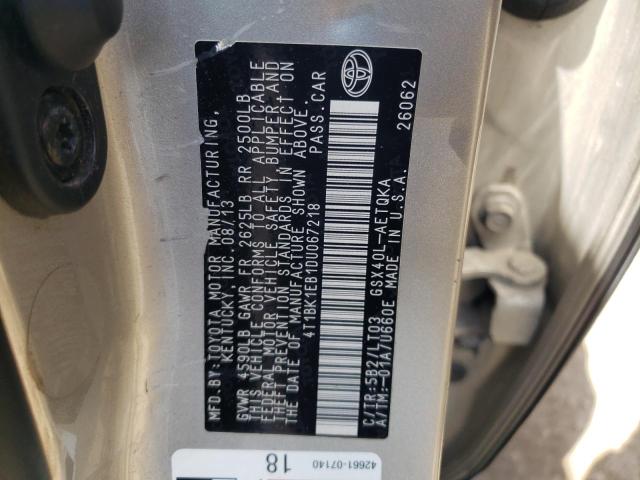 MFD. BY: TOYOTA MOTOR MANUFACTURING,
KENTUCKY, INC. 08/13
GVWR 4590LB GAWR FR 2625LB RR 2500LB
THIS VEHICLE CONFORMS TO ALL APPLICABLE
FEDERAL MOTOR VEHICLE SAFETY, BUMPER AND
THEFT PREVENTION STANDARDS IN EFFECT ON
THE DATE OF MANUFACTURE SHOWN ABOVE.
4T1BK1EB1DU067218 PASS. CAR
C/TR:5B2/LT03 GSX40L-AETQKA 26062
A/TM:-01A7U660E MADE IN U.S.A.
42661-07140
18